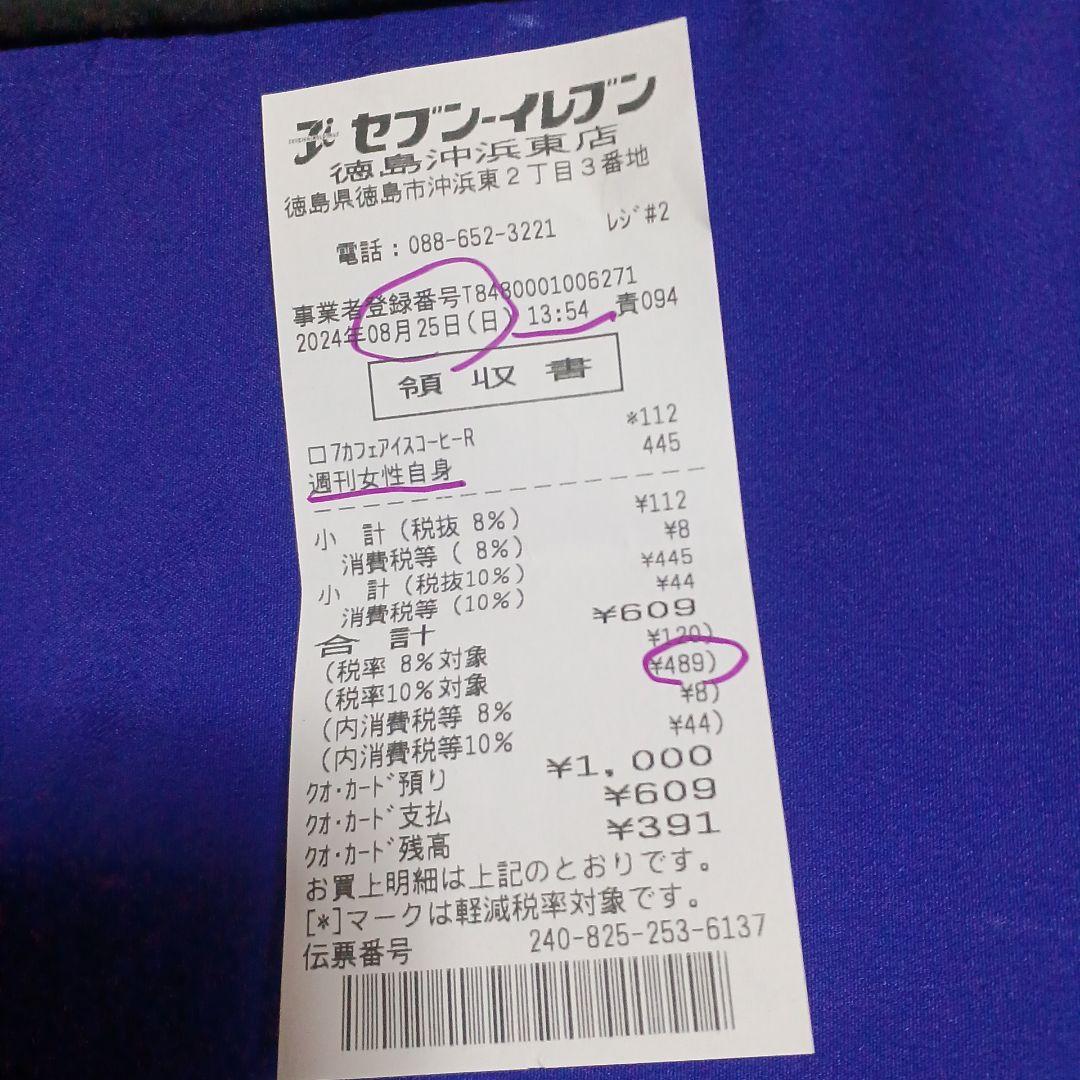 セブン-イレブン
徳島沖浜東店
徳島県徳島市沖浜東2丁目3番地
電話：088-652-3221 ﾚｼﾞ#2
事業者登録番号T8480001006271
2024年08月25日(日) 13:54 責094
領収書
□7ｶﾌｪｱｲｽｺｰﾋｰR *112
週刊女性自身 445
小 計(税抜 8%) ¥112
消費税等( 8%) ¥8
小 計(税抜10%) ¥445
消費税等(10%) ¥44
合 計 ¥609
(税率 8%対象 ¥120)
(税率10%対象 ¥489)
(内消費税等 8% ¥8)
(内消費税等10% ¥44)
ｸｵ･ｶｰﾄﾞ預り ¥1,000
ｸｵ･ｶｰﾄﾞ支払 ¥609
ｸｵ･ｶｰﾄﾞ残高 ¥391
お買上明細は上記のとおりです。
[*]マークは軽減税率対象です。
伝票番号 240-825-253-6137